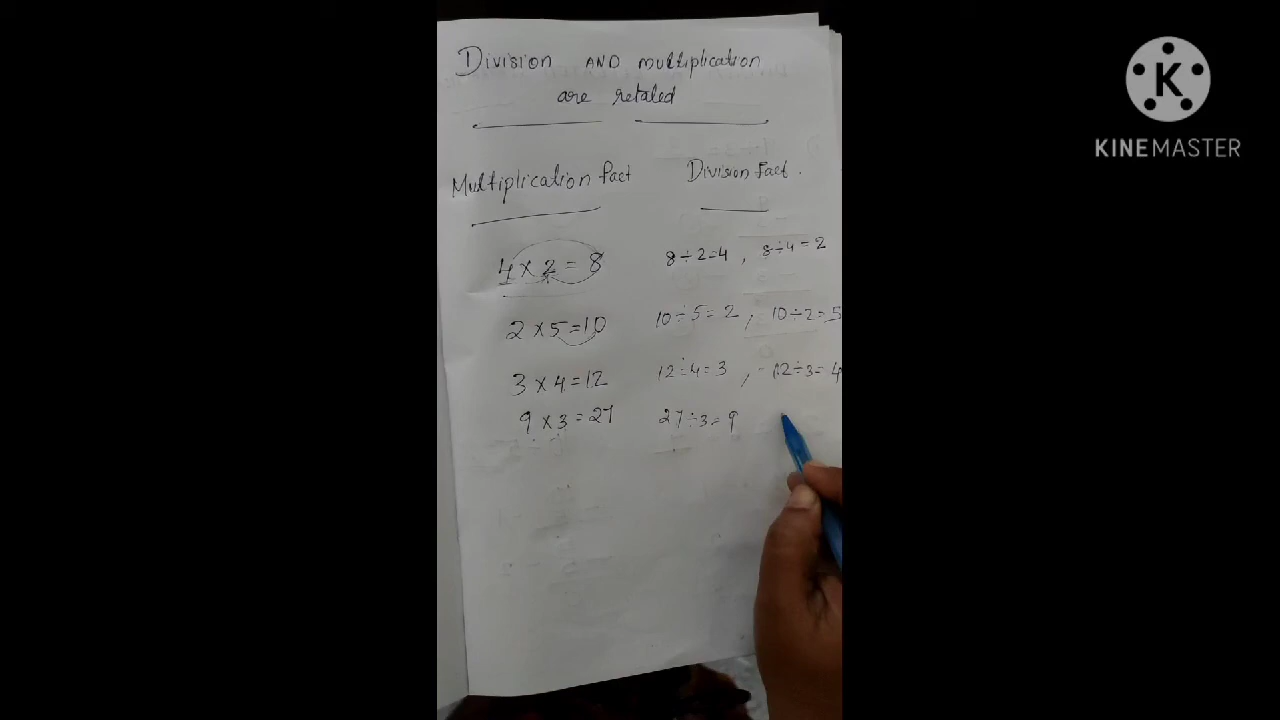 Division AND multiplication
are retaled
Multiplication fact Division Fact.
4 × 2 = 8 8 ÷ 2 = 4 , 8 ÷ 4 = 2
2 × 5 = 10 10 ÷ 5 = 2 , 10 ÷ 2 = 5
3 × 4 = 12 12 ÷ 4 = 3 , 12 ÷ 3 = 4
9 × 3 = 27 27 ÷ 3 = 9
K
KINEMASTER